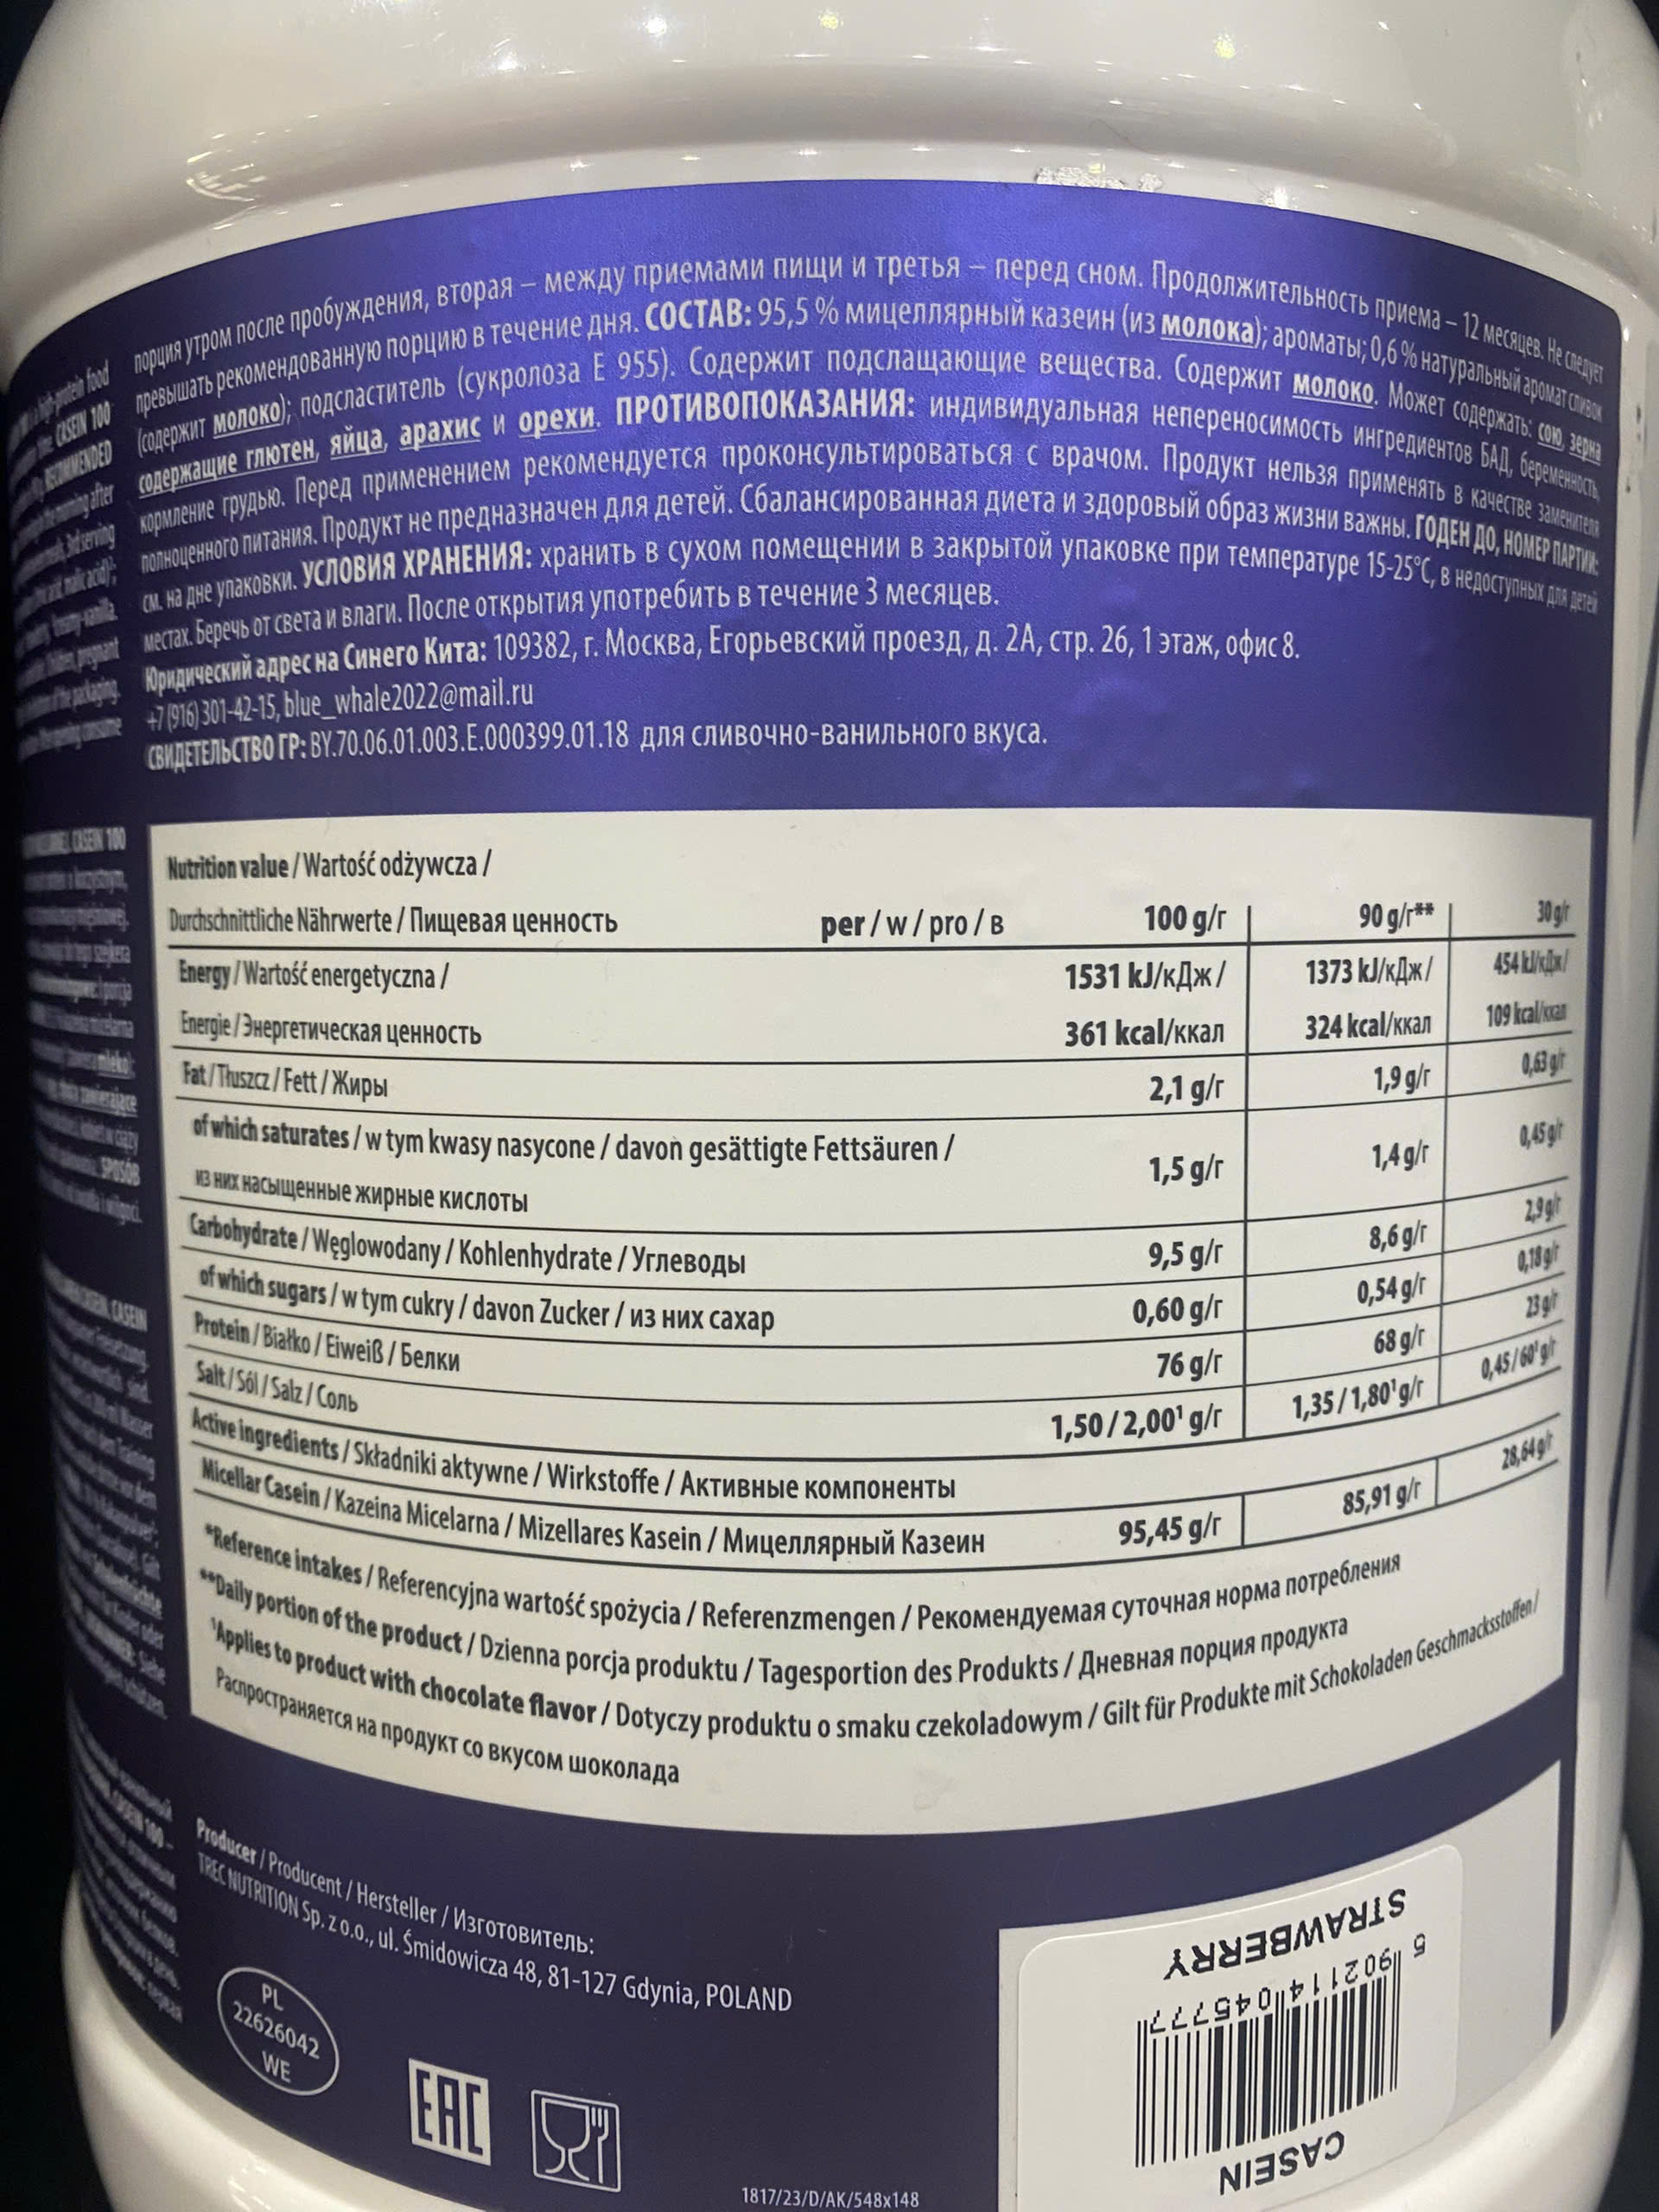 порция утром после пробуждения, вторая – между приемами пищи и третья – перед сном. Продолжительность приема – 12 месяцев. Не следует
превышать рекомендованную порцию в течение дня. СОСТАВ: 95,5 % мицеллярный казеин (из молока); ароматы; 0,6 % натуральный аромат сливок
(содержит молоко); подсластитель (сукролоза E 955). Содержит подслащающие вещества. Содержит молоко. Может содержать: сою, зерна
содержащие глютен, яйца, арахис и орехи. ПРОТИВОПОКАЗАНИЯ: индивидуальная непереносимость ингредиентов БАД, беременность,
кормление грудью. Перед применением рекомендуется проконсультироваться с врачом. Продукт нельзя применять в качестве заменителя
полноценного питания. Продукт не предназначен для детей. Сбалансированная диета и здоровый образ жизни важны. ГОДЕН ДО, НОМЕР ПАРТИИ:
см. на дне упаковки. УСЛОВИЯ ХРАНЕНИЯ: хранить в сухом помещении в закрытой упаковке при температуре 15-25°C, в недоступных для детей
местах. Беречь от света и влаги. После открытия употребить в течение 3 месяцев.
Юридический адрес на Синего Кита: 109382, г. Москва, Егорьевский проезд, д. 2А, стр. 26, 1 этаж, офис 8.
+7 (916) 301-42-15, blue_whale2022@mail.ru
СВИДЕТЕЛЬСТВО ГР: BY.70.06.01.003.E.000399.01.18 для сливочно-ванильного вкуса.
Nutrition value / Wartość odżywcza /
Durchschnittliche Nährwerte / Пищевая ценность per / w / pro / в 100 g/г 90 g/г** 30 g/г
Energy / Wartość energetyczna / 1531 kJ/кДж / 1373 kJ/кДж / 454 kJ/кДж /
Energie / Энергетическая ценность 361 kcal/ккал 324 kcal/ккал 109 kcal/ккал
Fat / Tłuszcz / Fett / Жиры 2,1 g/г 1,9 g/г 0,63 g/г
of which saturates / w tym kwasy nasycone / davon gesättigte Fettsäuren /
из них насыщенные жирные кислоты 1,5 g/г 1,4 g/г 0,45 g/г
Carbohydrate / Węglowodany / Kohlenhydrate / Углеводы 9,5 g/г 8,6 g/г 2,9 g/г
of which sugars / w tym cukry / davon Zucker / из них сахар 0,60 g/г 0,54 g/г 0,18 g/г
Protein / Białko / Eiweiß / Белки 76 g/г 68 g/г 23 g/г
Salt / Sól / Salz / Соль 1,50 / 2,00¹ g/г 1,35 / 1,80¹ g/г 0,45 / 60¹ g/г
Active ingredients / Składniki aktywne / Wirkstoffe / Активные компоненты
Micellar Casein / Kazeina Micelarna / Mizellares Kasein / Мицеллярный Казеин 95,45 g/г 85,91 g/г 28,64 g/г
*Reference intakes / Referencyjna wartość spożycia / Referenzmengen / Рекомендуемая суточная норма потребления
**Daily portion of the product / Dzienna porcja produktu / Tagesportion des Produkts / Дневная порция продукта
¹Applies to product with chocolate flavor / Dotyczy produktu o smaku czekoladowym / Gilt für Produkte mit Schokoladen Geschmacksstoffen /
Распространяется на продукт со вкусом шоколада
Producer / Producent / Hersteller / Изготовитель:
TREC NUTRITION Sp. z o.o., ul. Śmidowicza 48, 81-127 Gdynia, POLAND
PL
22626042
WE
EAC
1817/23/D/AK/548x148
CASEIN
5 902114 045777
STRAWBERRY